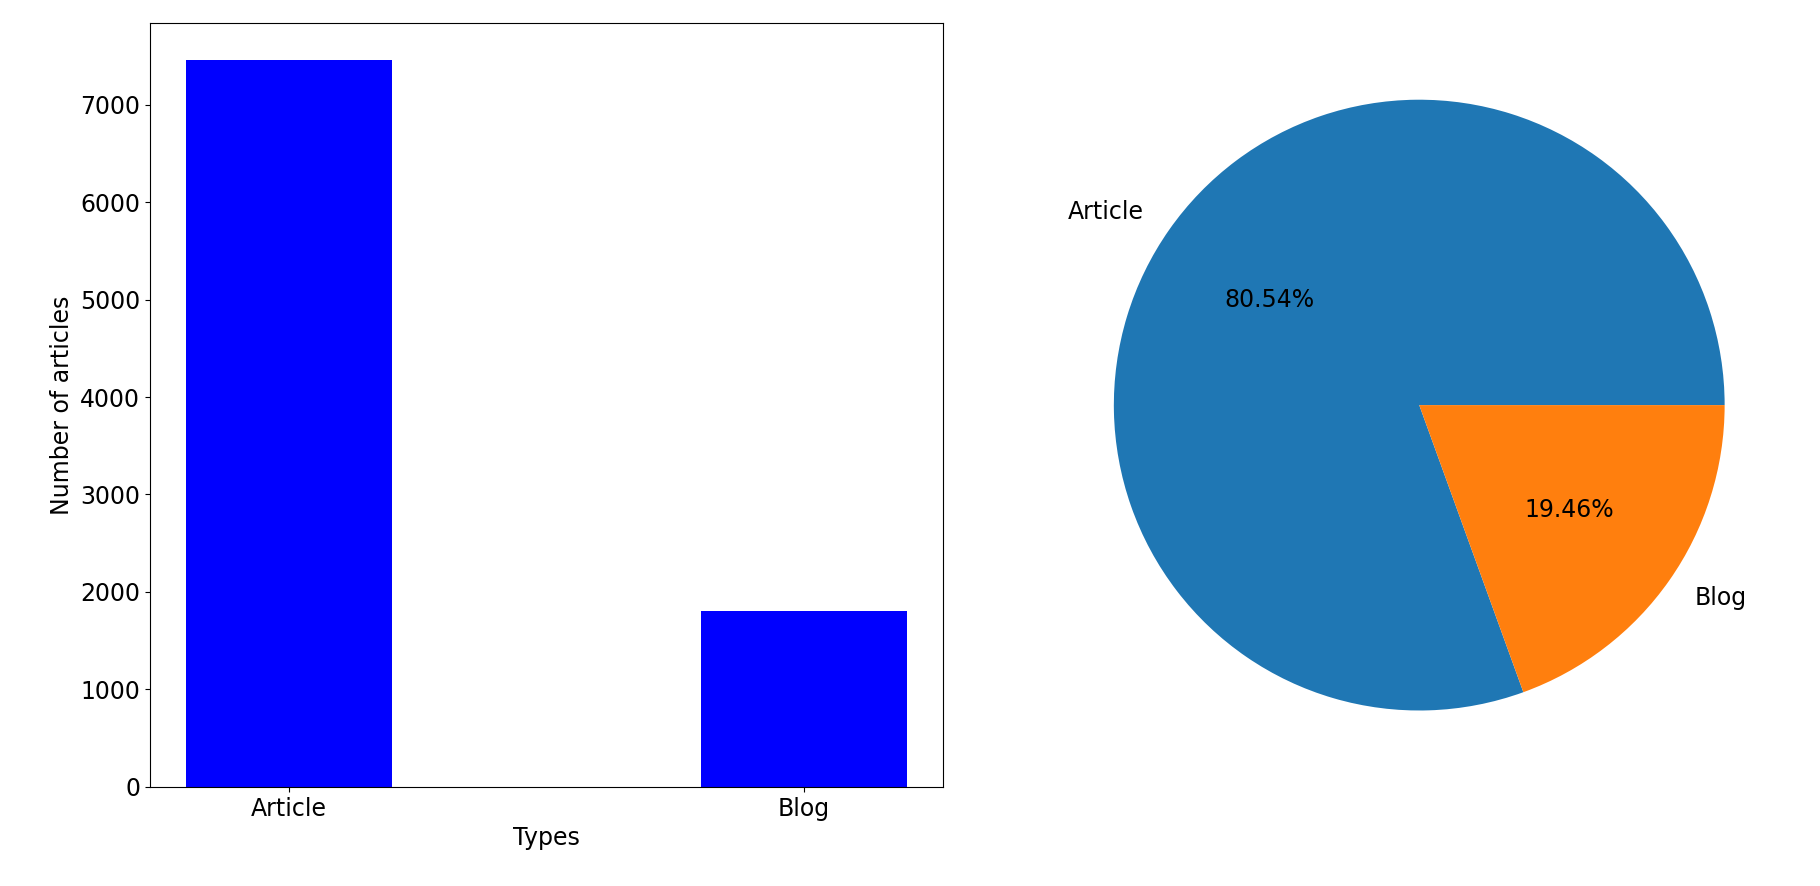 7000
6000
5000
4000
3000
2000
1000
0
Number of articles
Article
Blog
Types
Article
80.54%
19.46%
Blog